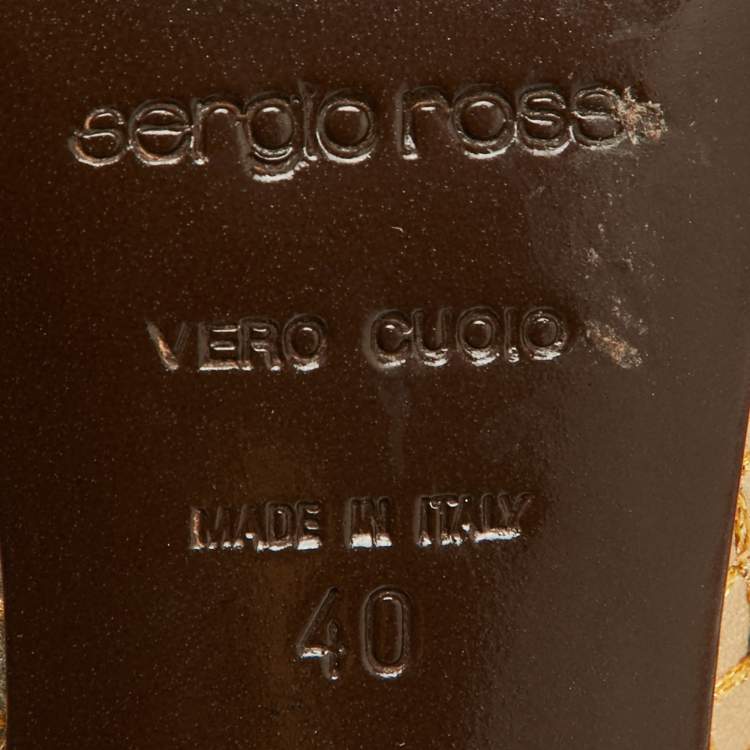 sergio rossi
VERO CUOIO
MADE IN ITALY
40